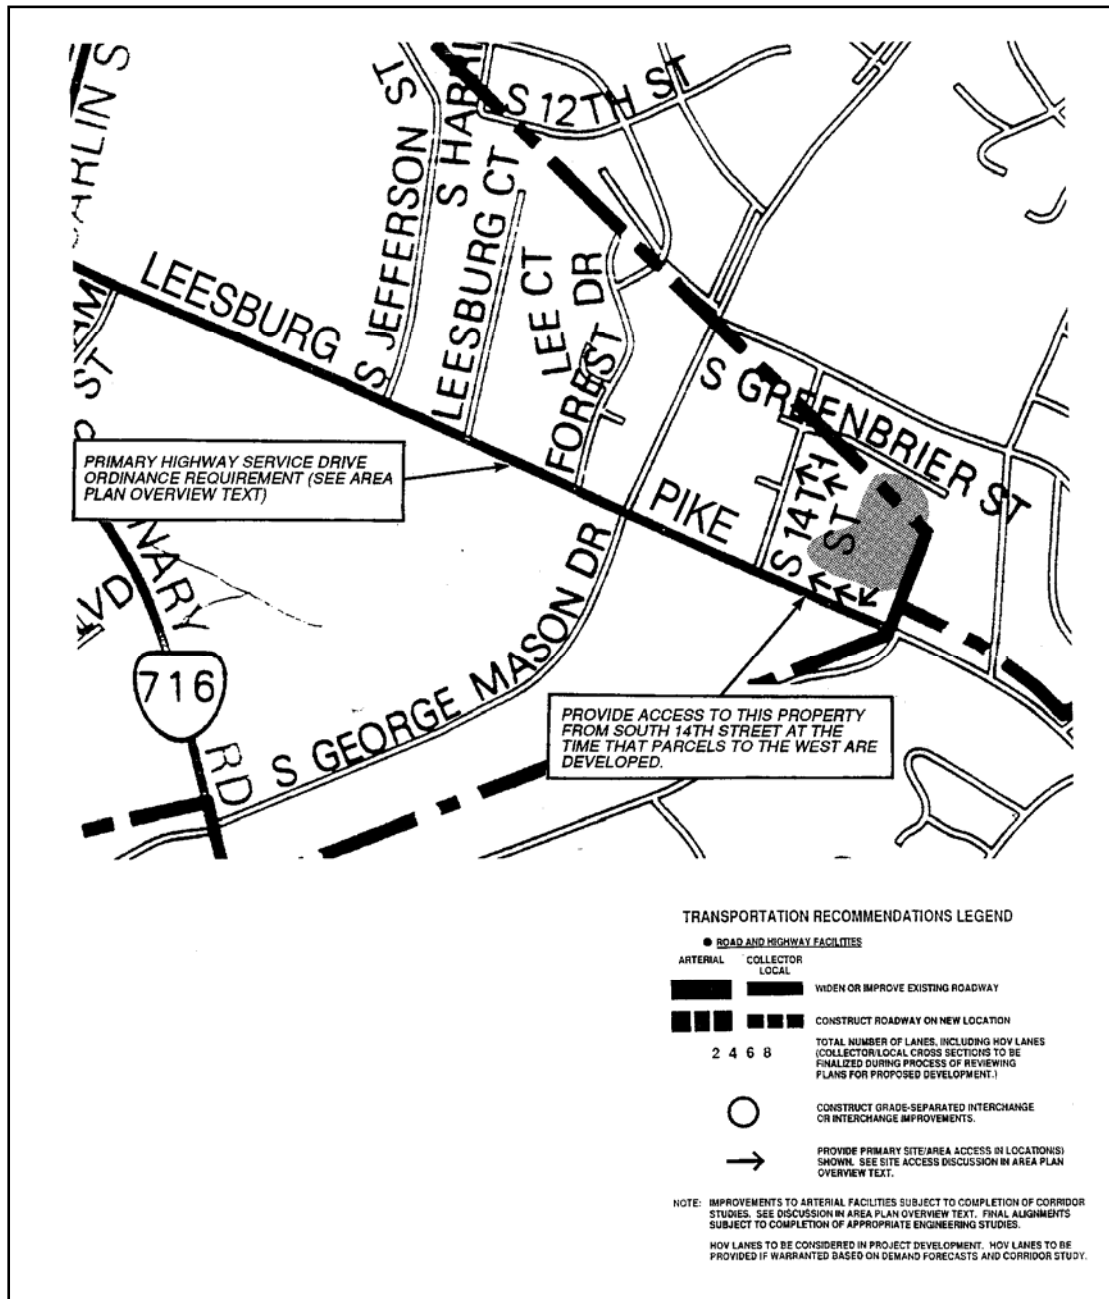 S 12TH ST
S JEFFERSON ST
LEESBURG CT
LEE CT
FOREST DR
LEESBURG
PIKE
S GREENBRIER ST
S 14TH ST
PRIMARY HIGHWAY SERVICE DRIVE
ORDINANCE REQUIREMENT (SEE AREA
PLAN OVERVIEW TEXT)
716
RD
S GEORGE MASON DR
PROVIDE ACCESS TO THIS PROPERTY
FROM SOUTH 14TH STREET AT THE
TIME THAT PARCELS TO THE WEST ARE
DEVELOPED.
TRANSPORTATION RECOMMENDATIONS LEGEND
● ROAD AND HIGHWAY FACILITIES
ARTERIAL COLLECTOR
LOCAL
WIDEN OR IMPROVE EXISTING ROADWAY
CONSTRUCT ROADWAY ON NEW LOCATION
2 4 6 8
TOTAL NUMBER OF LANES, INCLUDING HOV LANES
(COLLECTOR/LOCAL CROSS SECTIONS TO BE
FINALIZED DURING PROCESS OF REVIEWING
PLANS FOR PROPOSED DEVELOPMENT.)
CONSTRUCT GRADE-SEPARATED INTERCHANGE
OR INTERCHANGE IMPROVEMENTS.
PROVIDE PRIMARY SITE/AREA ACCESS IN LOCATION(S)
SHOWN. SEE SITE ACCESS DISCUSSION IN AREA PLAN
OVERVIEW TEXT.
NOTE: IMPROVEMENTS TO ARTERIAL FACILITIES SUBJECT TO COMPLETION OF CORRIDOR
STUDIES. SEE DISCUSSION IN AREA PLAN OVERVIEW TEXT. FINAL ALIGNMENTS
SUBJECT TO COMPLETION OF APPROPRIATE ENGINEERING STUDIES.
HOV LANES TO BE CONSIDERED IN PROJECT DEVELOPMENT. HOV LANES TO BE
PROVIDED IF WARRANTED BASED ON DEMAND FORECASTS AND CORRIDOR STUDY.